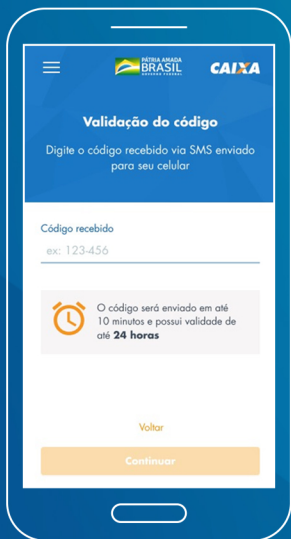 PÁTRIA AMADA
BRASIL
GOVERNO FEDERAL
CAIXA
Validação do código
Digite o código recebido via SMS enviado
para seu celular
Código recebido
ex: 123-456
O código será enviado em até
10 minutos e possui validade de
até 24 horas
Voltar
Continuar